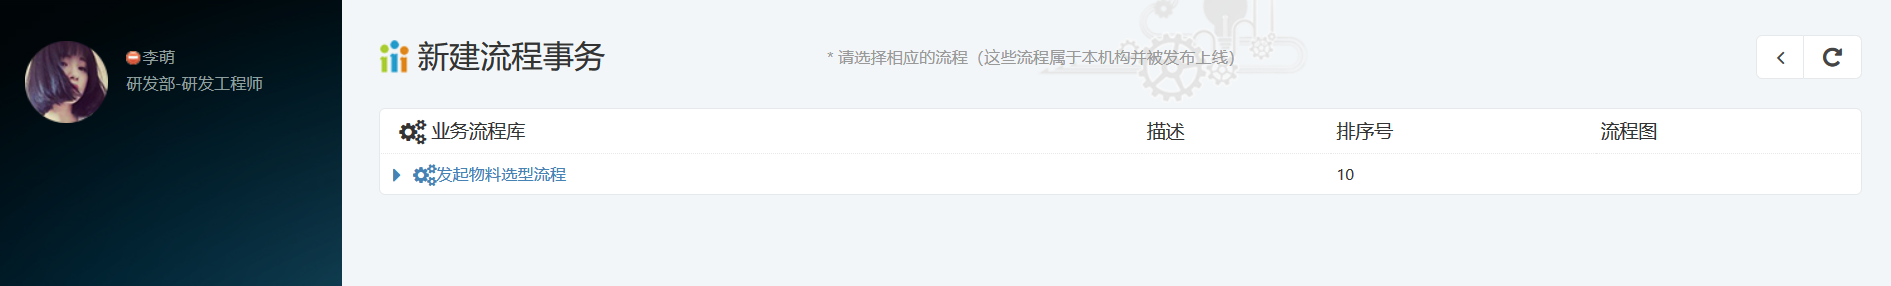 李萌
研发部-研发工程师
新建流程事务
* 请选择相应的流程（这些流程属于本机构并被发布上线）
业务流程库 描述 排序号 流程图
发起物料选型流程 10